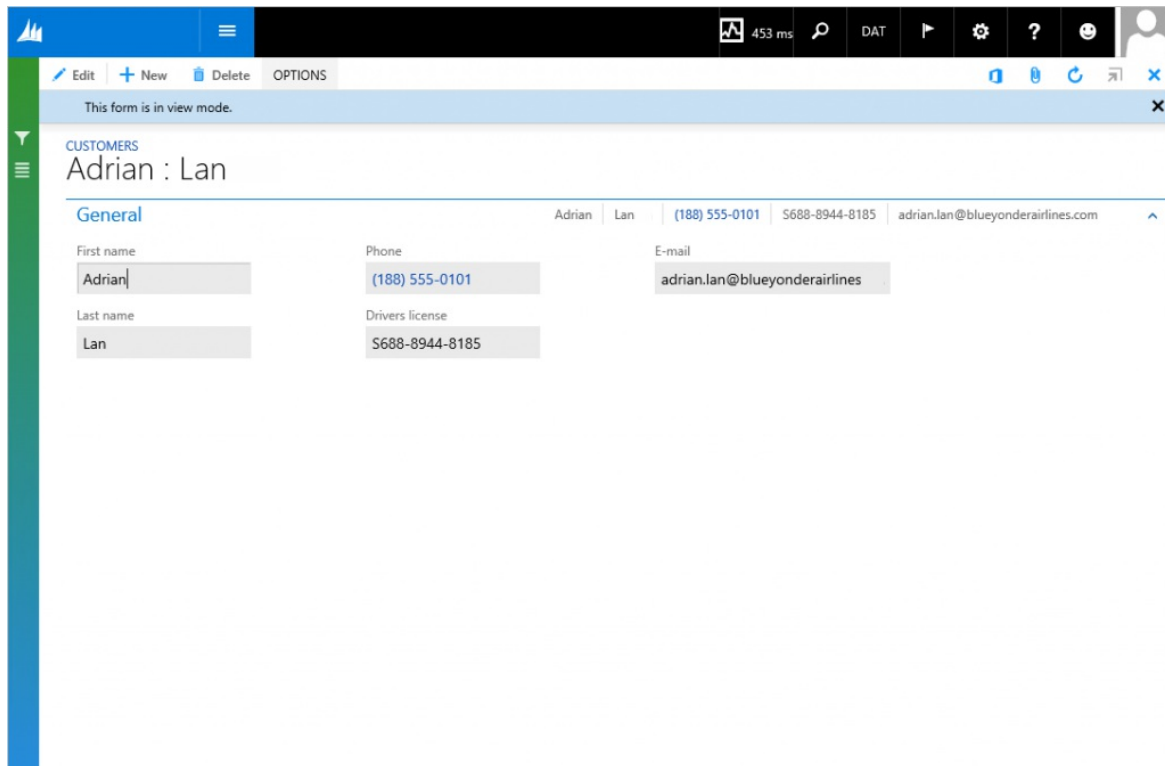 453 ms DAT ?
Edit New Delete OPTIONS
This form is in view mode.
CUSTOMERS
Adrian : Lan
General Adrian Lan (188) 555-0101 S688-8944-8185 adrian.lan@blueyonderairlines.com
First name Phone E-mail
Adrian (188) 555-0101 adrian.lan@blueyonderairlines
Last name Drivers license
Lan S688-8944-8185